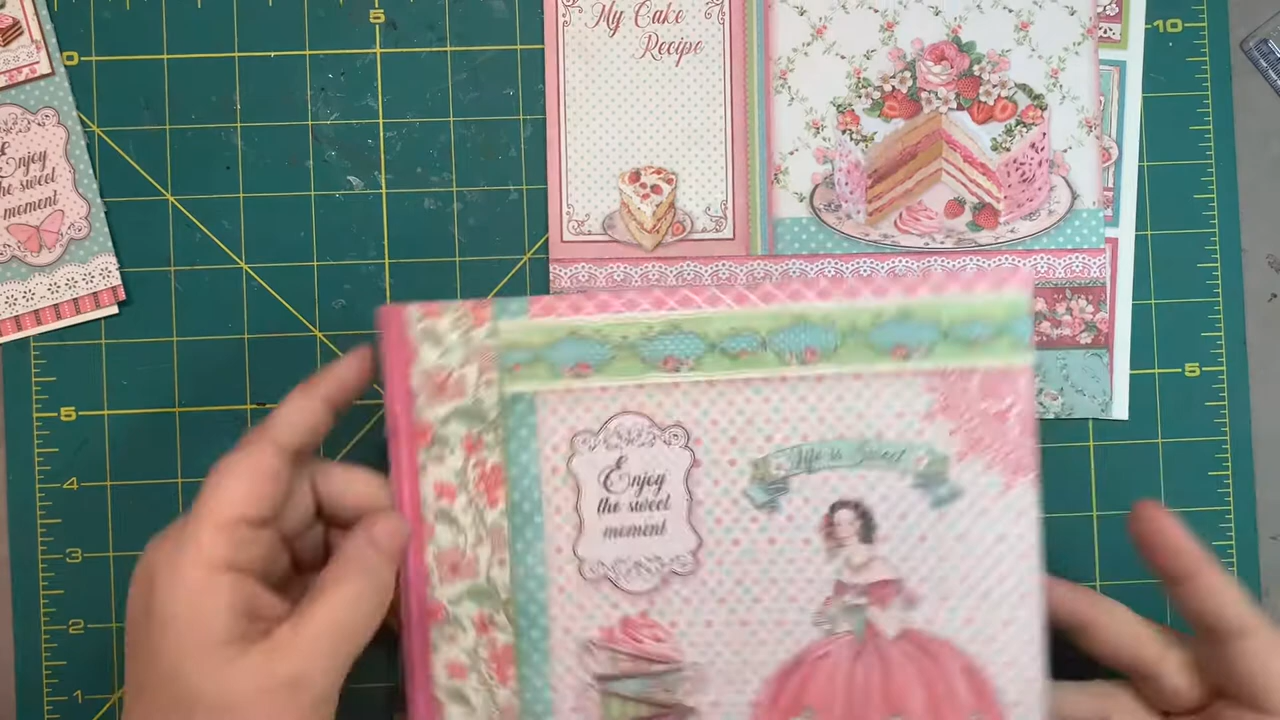 5
0
10
My Cake
Recipe
Enjoy
the sweet
moment
5
5
4
3
2
1
Life is Sweet
Enjoy
the sweet
moment